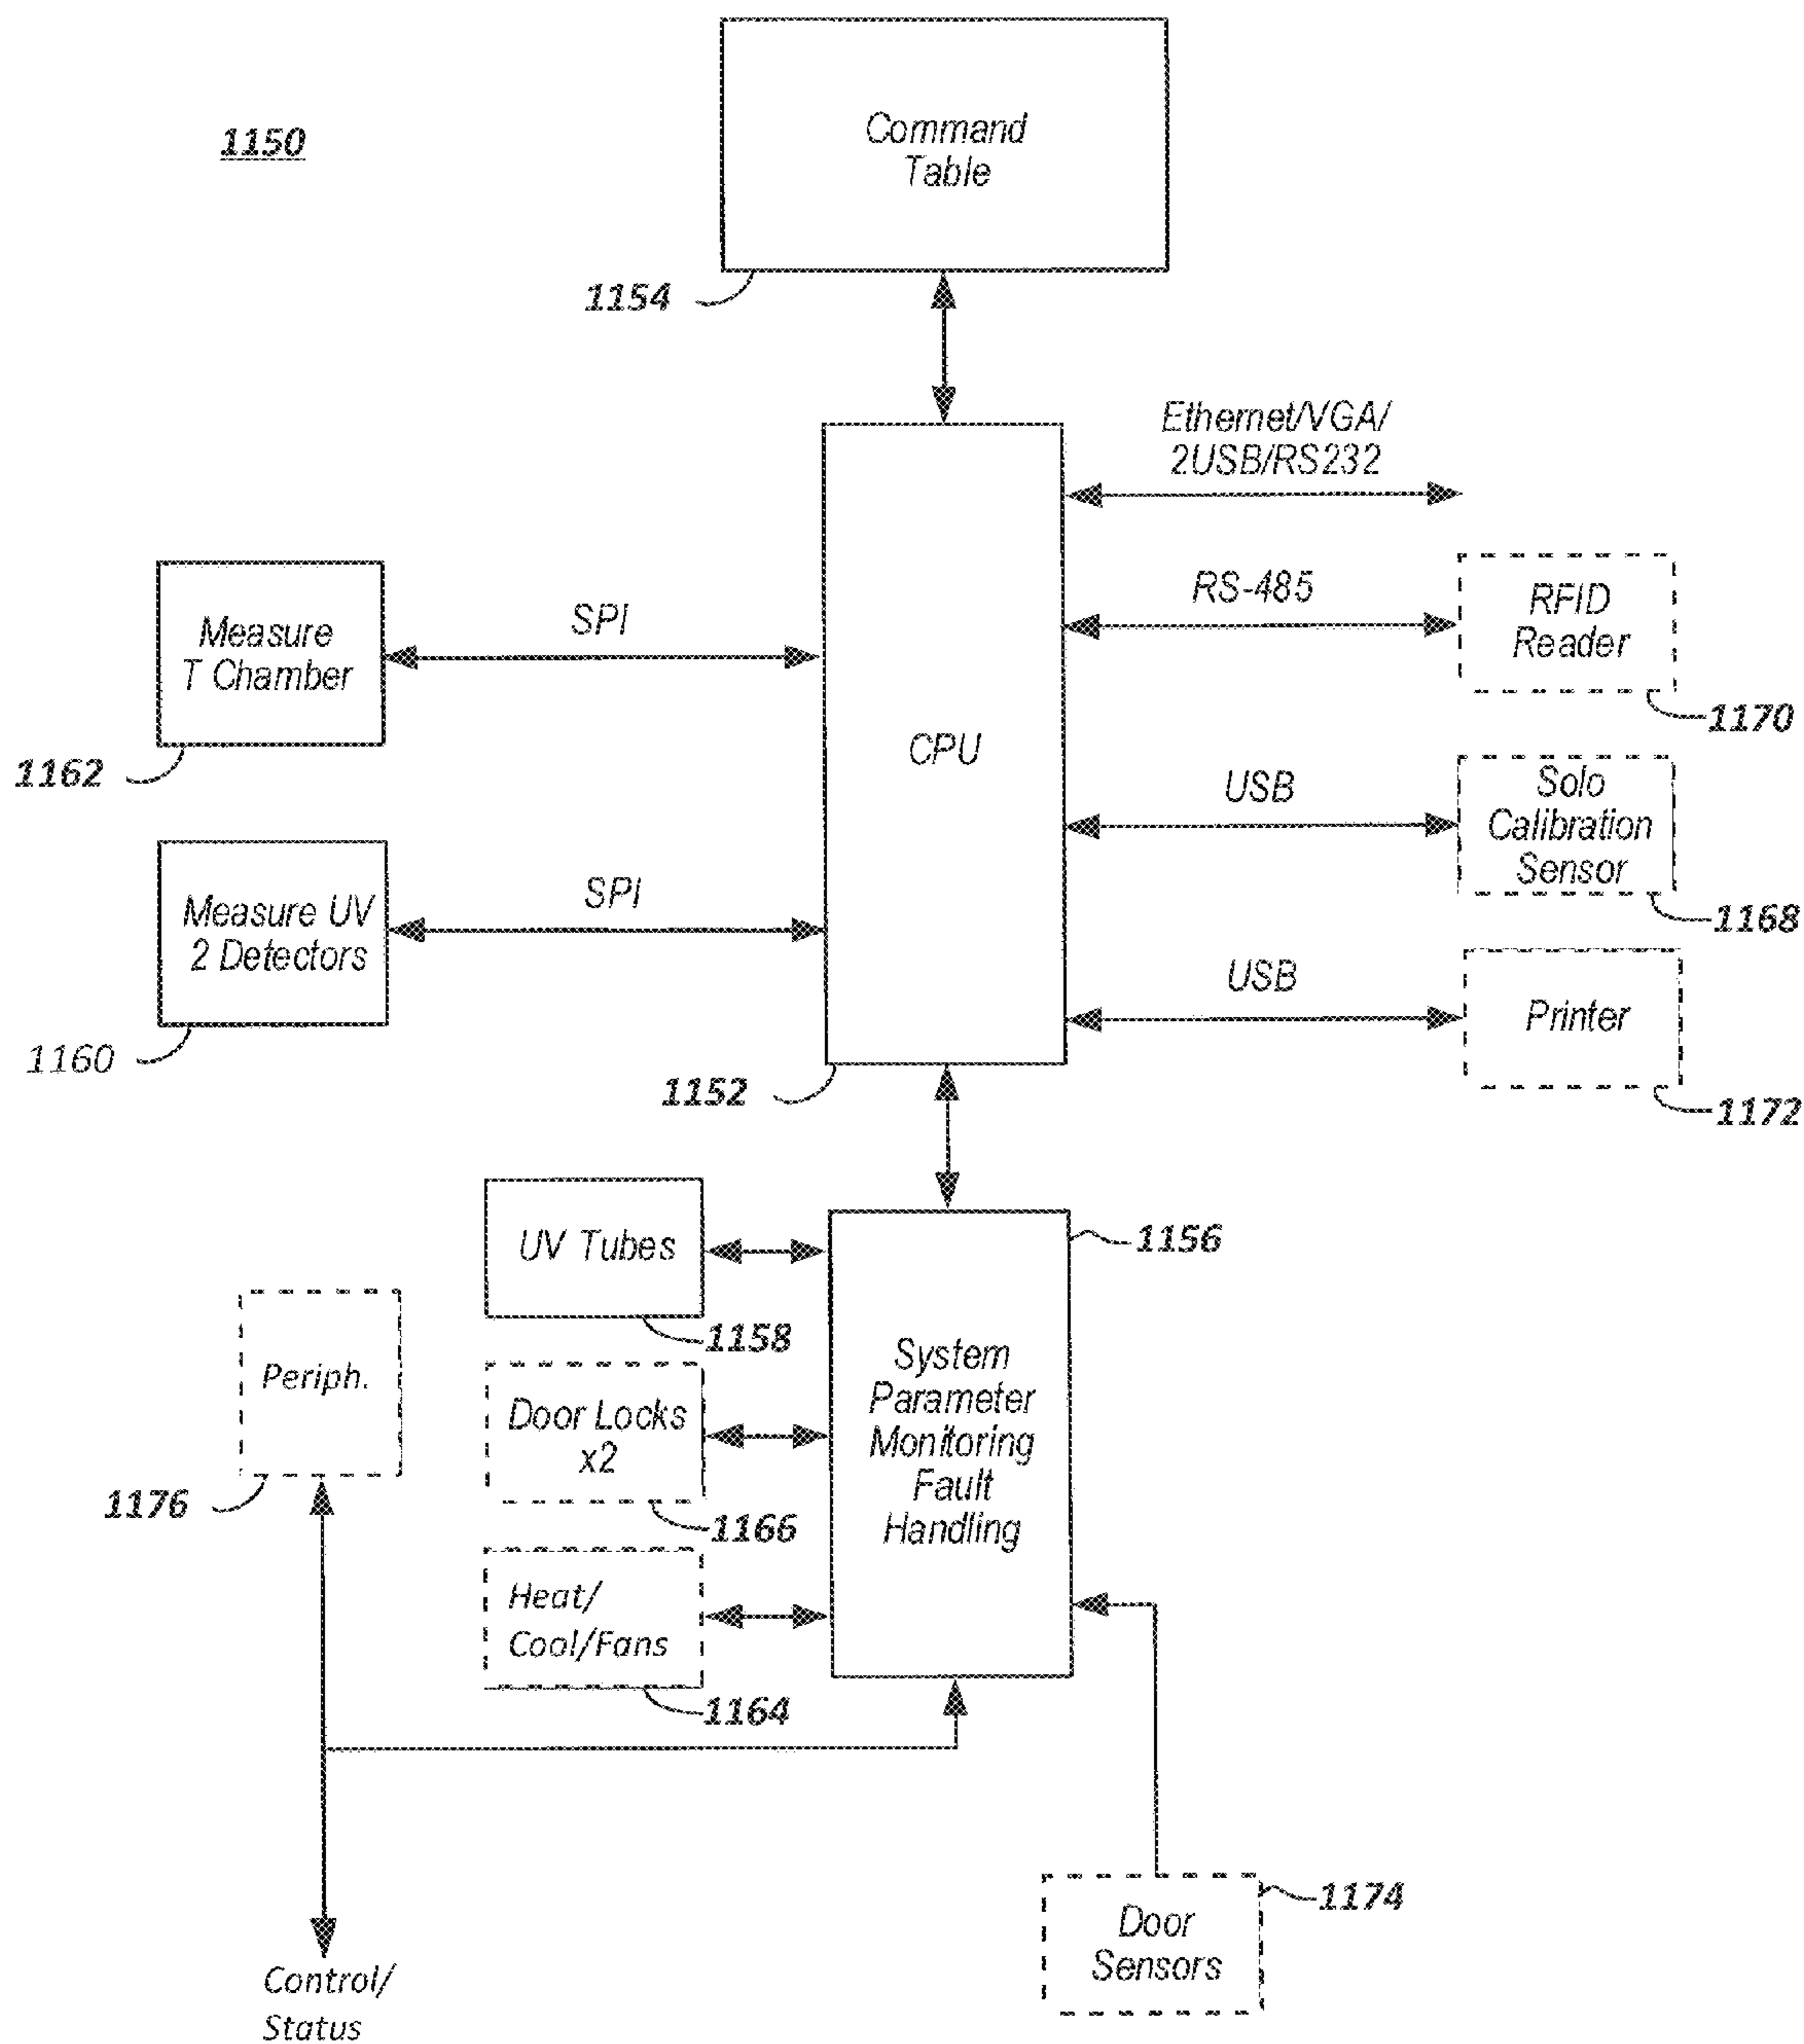 1150
Command
Table
1154
Ethernet/VGA/
2USB/RS232
RS-485
RFID
Reader
1170
SPI
Measure
T Chamber
1162
CPU
USB
Solo
Calibration
Sensor
1168
SPI
Measure UV
2 Detectors
1160
USB
Printer
1172
1152
UV Tubes
1158
1156
System
Parameter
Monitoring
Fault
Handling
Periph.
1176
Door Locks
x2
1166
Heat/
Cool/Fans
1164
1174
Door
Sensors
Control/
Status